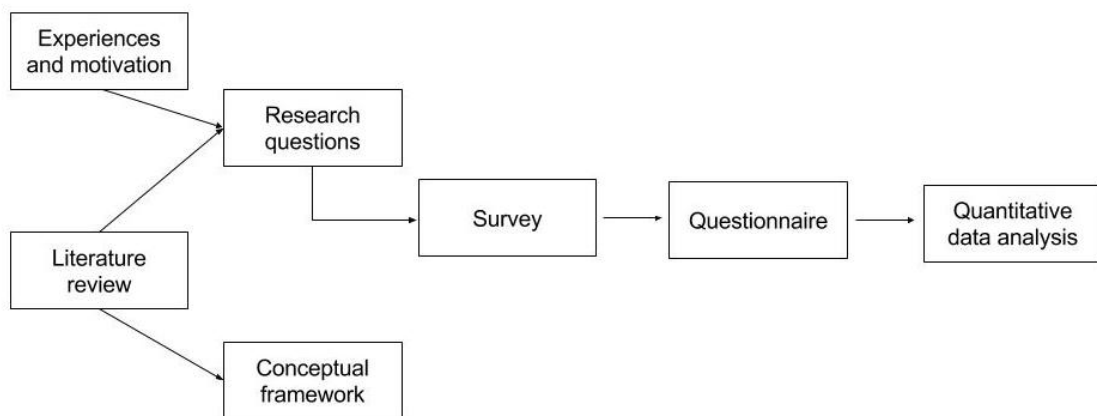 Experiences
and motivation
Research
questions
Survey
Questionnaire
Quantitative
data analysis
Literature
review
Conceptual
framework